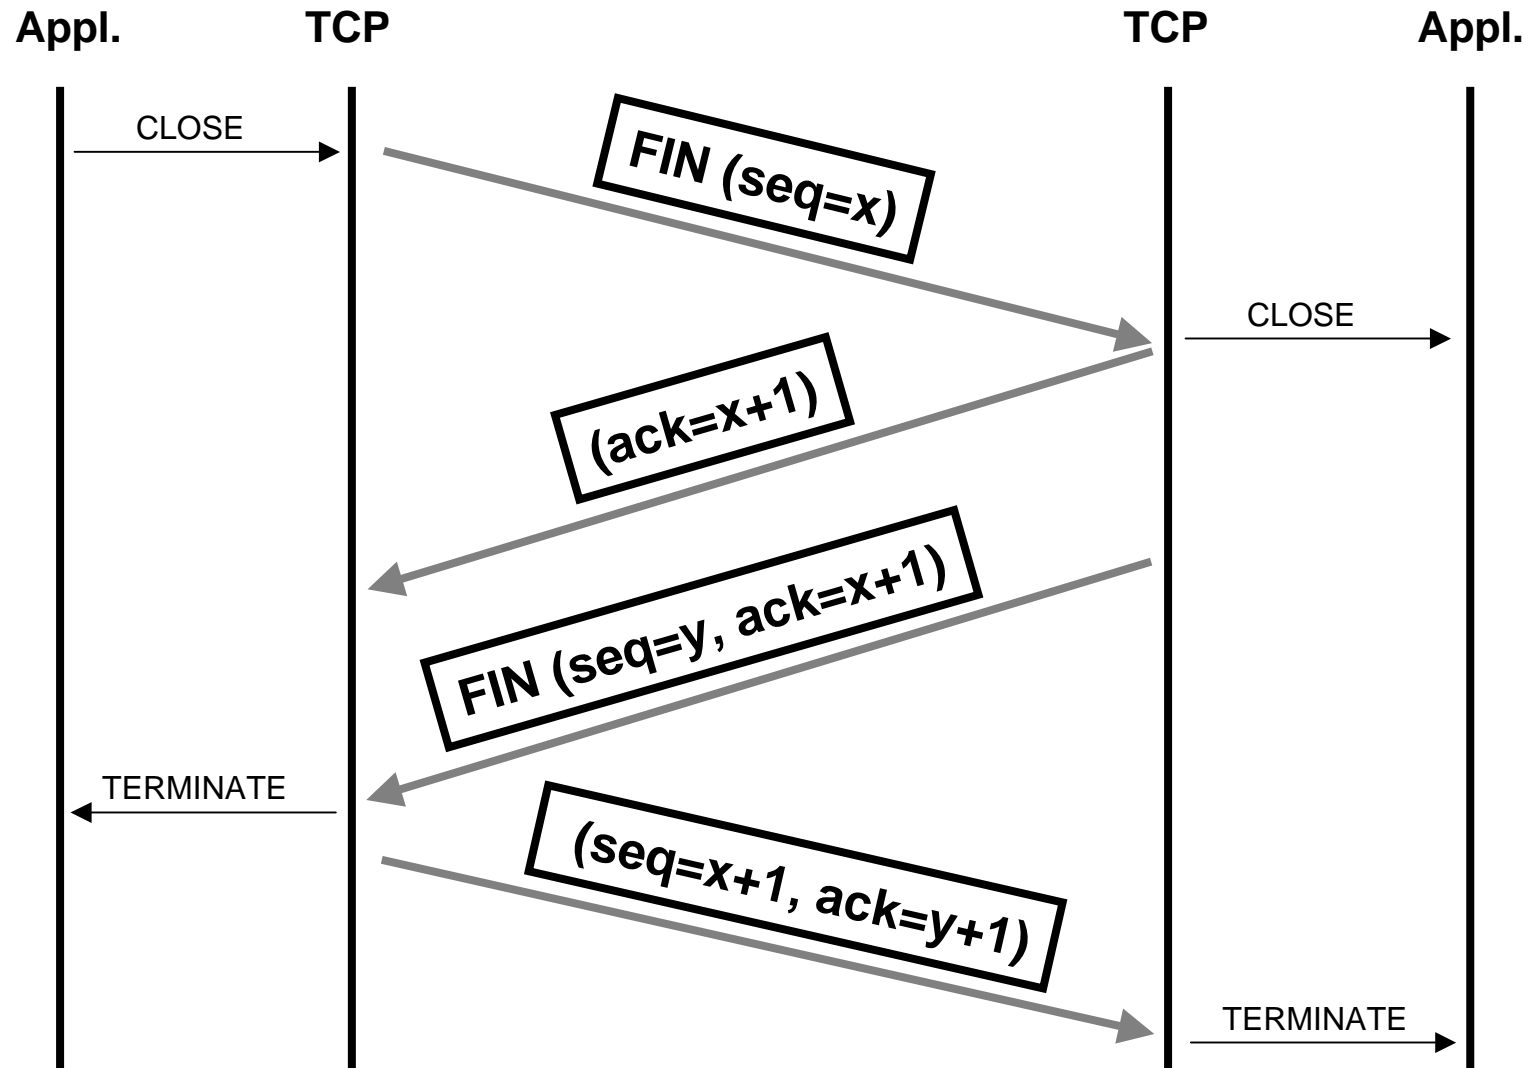 Appl. TCP TCP Appl.
CLOSE
FIN (seq=x)
CLOSE
(ack=x+1)
FIN (seq=y, ack=x+1)
TERMINATE
(seq=x+1, ack=y+1)
TERMINATE